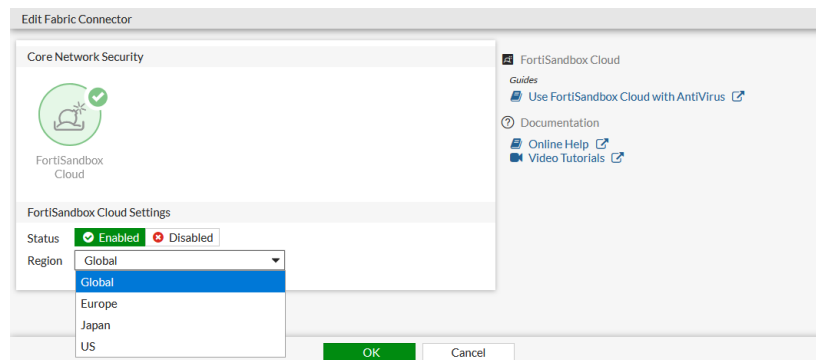 Edit Fabric Connector
Core Network Security
FortiSandbox
Cloud
FortiSandbox Cloud Settings
Status Enabled Disabled
Region Global
Global
Europe
Japan
US
FortiSandbox Cloud
Guides
Use FortiSandbox Cloud with AntiVirus
Documentation
Online Help
Video Tutorials
OK Cancel